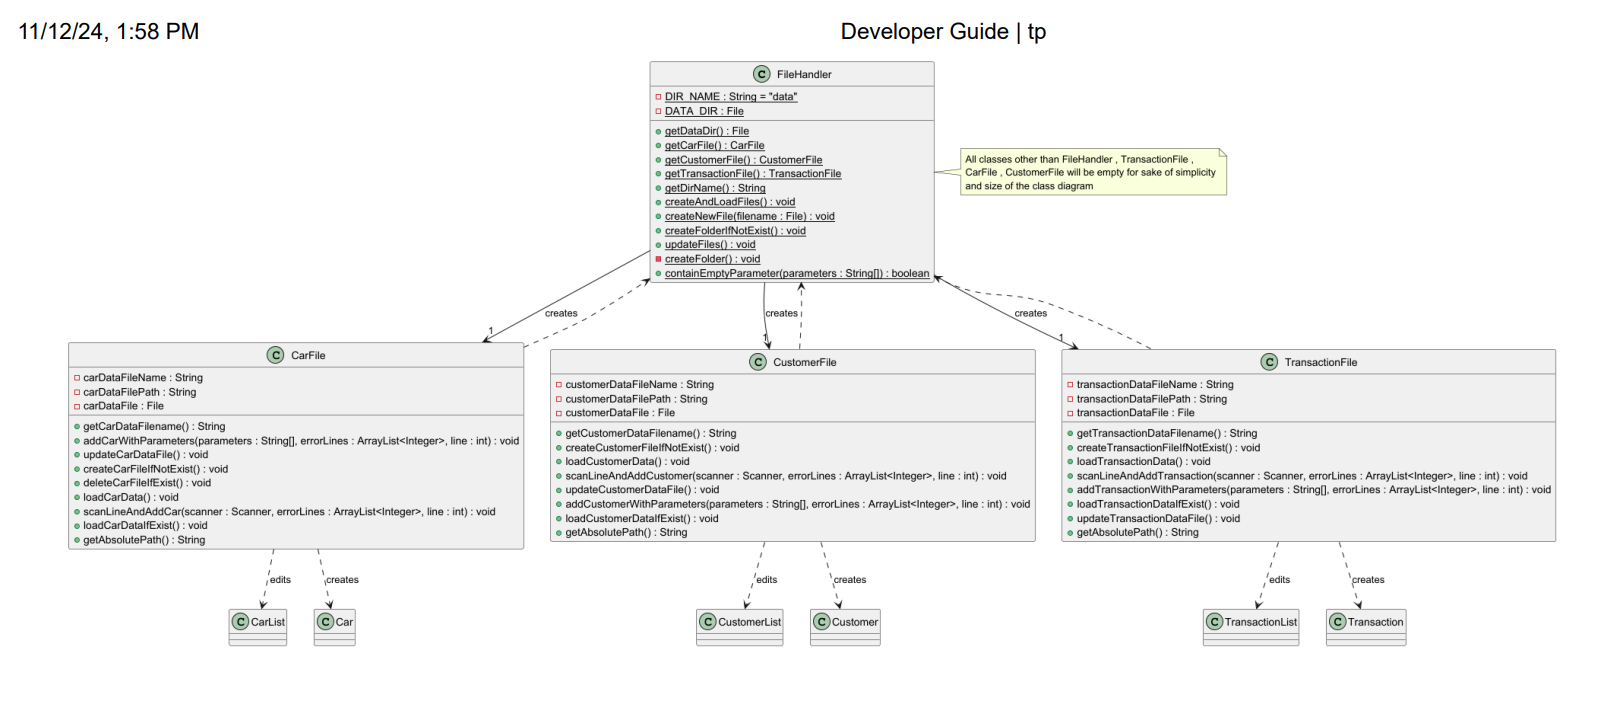 11/12/24, 1:58 PM
Developer Guide | tp
C FileHandler
DIR_NAME : String = "data"
DATA_DIR : File
getDataDir() : File
getCarFile() : CarFile
getCustomerFile() : CustomerFile
getTransactionFile() : TransactionFile
getDirName() : String
createAndLoadFiles() : void
createNewFile(filename : File) : void
createFolderIfNotExist() : void
updateFiles() : void
createFolder() : void
containEmptyParameter(parameters : String[]) : boolean
All classes other than FileHandler , TransactionFile ,
CarFile , CustomerFile will be empty for sake of simplicity
and size of the class diagram
creates
1
creates
1
creates
1
C CarFile
carDataFileName : String
carDataFilePath : String
carDataFile : File
getCarDataFilename() : String
addCarWithParameters(parameters : String[], errorLines : ArrayList<Integer>, line : int) : void
updateCarDataFile() : void
createCarFileIfNotExist() : void
deleteCarFileIfExist() : void
loadCarData() : void
scanLineAndAddCar(scanner : Scanner, errorLines : ArrayList<Integer>, line : int) : void
loadCarDataIfExist() : void
getAbsolutePath() : String
C CustomerFile
customerDataFileName : String
customerDataFilePath : String
customerDataFile : File
getCustomerDataFilename() : String
createCustomerFileIfNotExist() : void
loadCustomerData() : void
scanLineAndAddCustomer(scanner : Scanner, errorLines : ArrayList<Integer>, line : int) : void
updateCustomerDataFile() : void
addCustomerWithParameters(parameters : String[], errorLines : ArrayList<Integer>, line : int) : void
loadCustomerDataIfExist() : void
getAbsolutePath() : String
C TransactionFile
transactionDataFileName : String
transactionDataFilePath : String
transactionDataFile : File
getTransactionDataFilename() : String
createTransactionFileIfNotExist() : void
loadTransactionData() : void
scanLineAndAddTransaction(scanner : Scanner, errorLines : ArrayList<Integer>, line : int) : void
addTransactionWithParameters(parameters : String[], errorLines : ArrayList<Integer>, line : int) : void
loadTransactionDataIfExist() : void
updateTransactionDataFile() : void
getAbsolutePath() : String
edits
creates
edits
creates
edits
creates
C CarList
C Car
C CustomerList
C Customer
C TransactionList
C Transaction